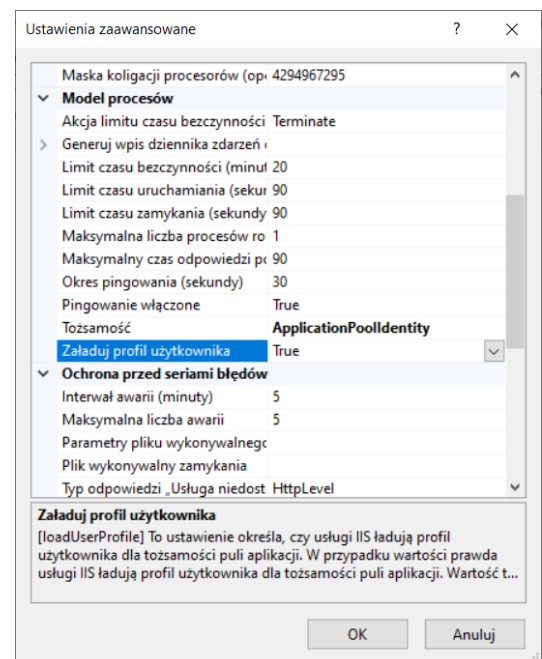 Ustawienia zaawansowane ?
Maska koligacji procesorów (op 4294967295
Model procesów
Akcja limitu czasu bezczynności Terminate
Generuj wpis dziennika zdarzeń
Limit czasu bezczynności (minut 20
Limit czasu uruchamiania (sekun 90
Limit czasu zamykania (sekundy 90
Maksymalna liczba procesów ro 1
Maksymalny czas odpowiedzi p 90
Okres pingowania (sekundy) 30
Pingowanie włączone True
Tożsamość ApplicationPoolIdentity
Załaduj profil użytkownika True
Ochrona przed seriami błędów
Interwał awarii (minuty) 5
Maksymalna liczba awarii 5
Parametry pliku wykonywalnego
Plik wykonywalny zamykania
Typ odpowiedzi „Usługa niedost HttpLevel
Załaduj profil użytkownika
[loadUserProfile] To ustawienie określa, czy usługi IIS ładują profil
użytkownika dla tożsamości puli aplikacji. W przypadku wartości prawda
usługi IIS ładują profil użytkownika dla tożsamości puli aplikacji. Wartość t...
OK Anuluj